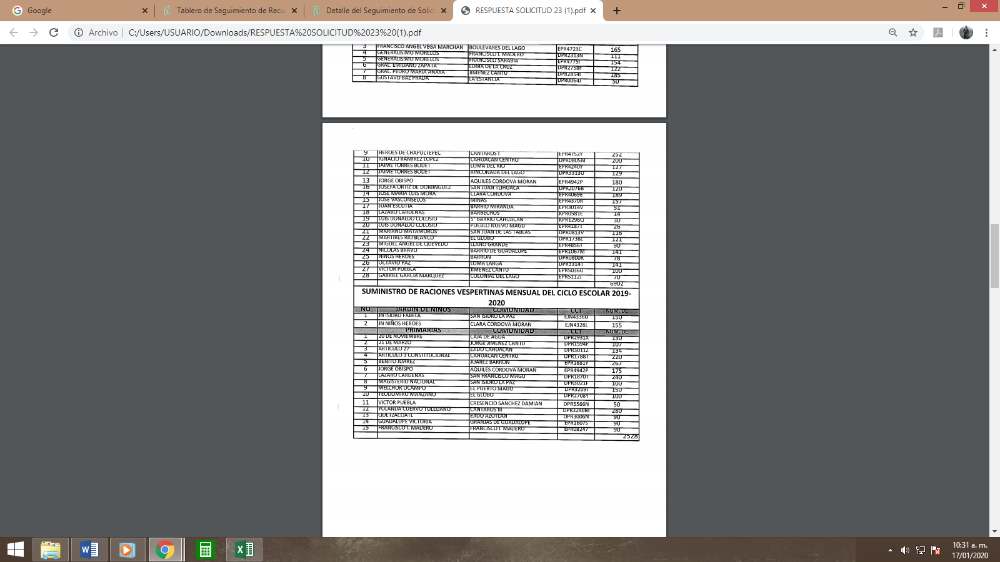 Google
Tablero de Seguimiento de Recu
Detalle del Seguimiento de Solici
RESPUESTA SOLICITUD 23 (1).pdf
Archivo C:/Users/USUARIO/Downloads/RESPUESTA%20SOLICITUD%2023%20(1).pdf
3 FRANCISCO ANGEL VEGA MARCHAN BOULEVARES DEL LAGO EPR4723C 165
4 GENERALISIMO MORELOS FRANCISCO I. MADERO DPR2313N 111
5 GENERALISIMO MORELOS FRANCISCO SARABIA EPR4775I 154
6 GRAL. EMILIANO ZAPATA LOMA DE LA CRUZ DPR2758F 122
7 GRAL. PEDRO MARIA ANAYA JIMENEZ CANTU DPR2854I 185
8 GUSTAVO BAZ PRADA LA ESTANCIA DPR0064J 50
9 HEROES DE CHAPULTEPEC CANTAROS I EPR4752Y 252
10 IGNACIO RAMIREZ LOPEZ CAHUACAN CENTRO DPR0805M 200
11 JAIME TORRES BODET LOMA DEL RIO EPR4240Y 127
12 JAIME TORRES BODET RINCONADA DEL LAGO DPR3313U 129
13 JORGE OBISPO AQUILES CORDOVA MORAN EPR4942P 180
16 JOSEFA ORTIZ DE DOMINGUEZ SAN JUAN TLIHUACA DPR2076B 120
14 JOSE MARIA LUIS MORA CLARA CORDOVA EPR4069E 189
15 JOSE VASCONSELOS MINAS EPR4370R 157
17 JUAN ESCUTIA BARRIO MIRANDA EPR3014V 51
18 LAZARO CARDENAS BARBECHOS KPR0581E 14
19 LUIS DONALDO COLOSIO 5° BARRIO CAHUACAN KPR1296Q 30
20 LUIS DONALDO COLOSIO PUEBLO NUEVO MAGU EPR4187T 26
21 MARIANO MATAMOROS SAN JUAN DE LAS TABLAS DPR0813V 116
22 MARTIRES RIO BLANCO EL GLOBO DPR1738L 121
23 MIGUEL ANGEL DE QUEVEDO LLANO GRANDE EPR4856T 90
24 NICOLAS BRAVO BARRIO DE GUADALUPE EPR1067M 141
25 NIÑOS HEROES BARRON DPR0800R 78
26 OCTAVIO PAZ LOMA LARGA DPR3314T 141
27 VICTOR PUEBLA JIMENEZ CANTU EPR5036O 100
28 GABRIEL GARCIA MARQUEZ COLONIAL DEL LAGO EPR5112J 70
6902
SUMINISTRO DE RACIONES VESPERTINAS MENSUAL DEL CICLO ESCOLAR 2019-
2020
NO JARDIN DE NIÑOS COMUNIDAD CCT NUM. DE
1 JN ISIDRO FABELA SAN ISIDRO LA PAZ EJN4336U 150
2 JN NIÑOS HEROES CLARA CORDOVA MORAN EJN4328L 155
PRIMARIAS COMUNIDAD CCT NUM. DE
1 20 DE NOVIEMBRE CAJA DE AGUA DPR2931X 130
2 21 DE MARZO JORGE JIMENEZ CANTU DPR1594F 107
3 ARTICULO 27 EJIDO CAHUACAN DPR3011Z 134
4 ARTICULO 3 CONSTITUCIONAL CAHUACAN CENTRO DPR1788T 220
5 BENITO JUAREZ JUAREZ BARRON EPR1881Y 267
6 JORGE OBISPO AQUILES CORDOVA MORAN EPR4942P 175
7 LAZARO CARDENAS SAN FRANCISCO MAGU DPR1870T 240
8 MAGISTERIO NACIONAL SAN ISIDRO LA PAZ DPR3021F 100
9 MELCHOR OCAMPO EL PUERTO MAGU DPR3209I 150
10 TEODOMIRO MANZANO EL GLOBO DPR2708Y 100
11 VICTOR PUEBLA CRESENCIO SANCHEZ DAMIAN DPR5566N 50
12 YOLANDA CUERVO TOLEDANO CANTAROS III DPR3246M 280
13 QUETZACOATL EJIDO AZOTLAN DPR3006N 90
14 GUADALUPE VICTORIA GRANJAS DE GUADALUPE EPR1607S 90
15 FRANCISCO I. MADERO FRANCISCO I. MADERO EPR08247 90
2528
10:31 a. m.
17/01/2020